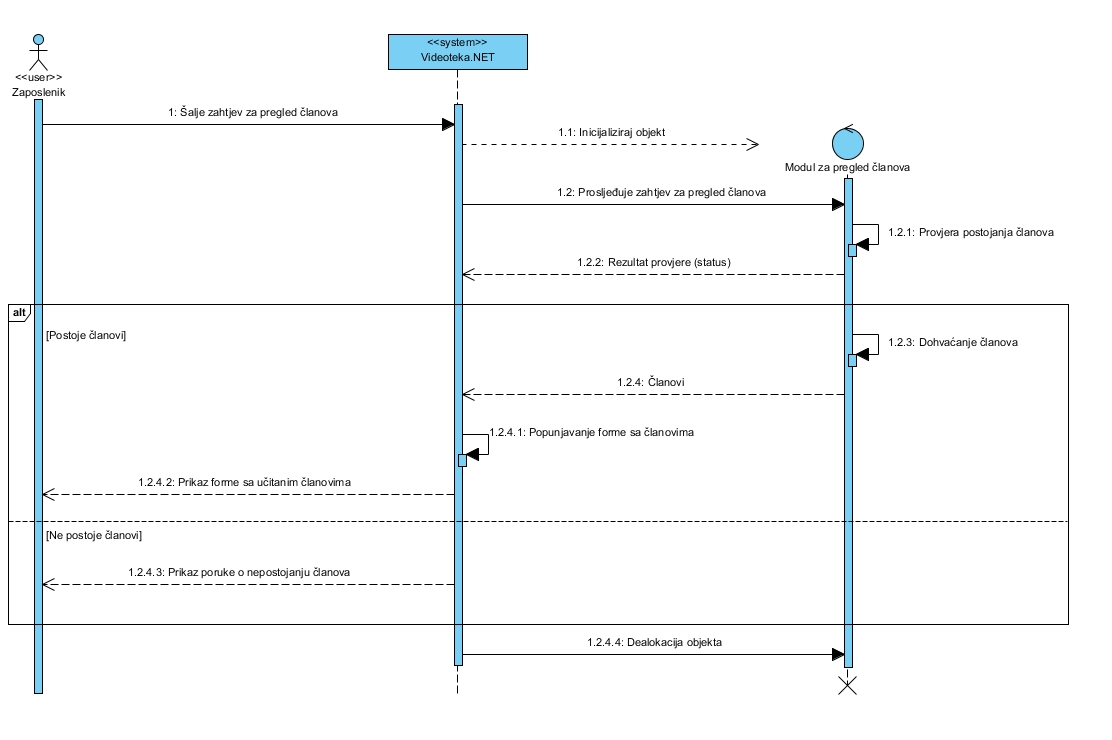 <<user>>
Zaposlenik
<<system>>
Videoteka.NET
1: Šalje zahtjev za pregled članova
1.1: Inicijaliziraj objekt
Modul za pregled članova
1.2: Prosljeđuje zahtjev za pregled članova
1.2.1: Provjera postojanja članova
1.2.2: Rezultat provjere (status)
alt
[Postoje članovi]
1.2.3: Dohvaćanje članova
1.2.4: Članovi
1.2.4.1: Popunjavanje forme sa članovima
1.2.4.2: Prikaz forme sa učitanim članovima
[Ne postoje članovi]
1.2.4.3: Prikaz poruke o nepostojanju članova
1.2.4.4: Dealokacija objekta